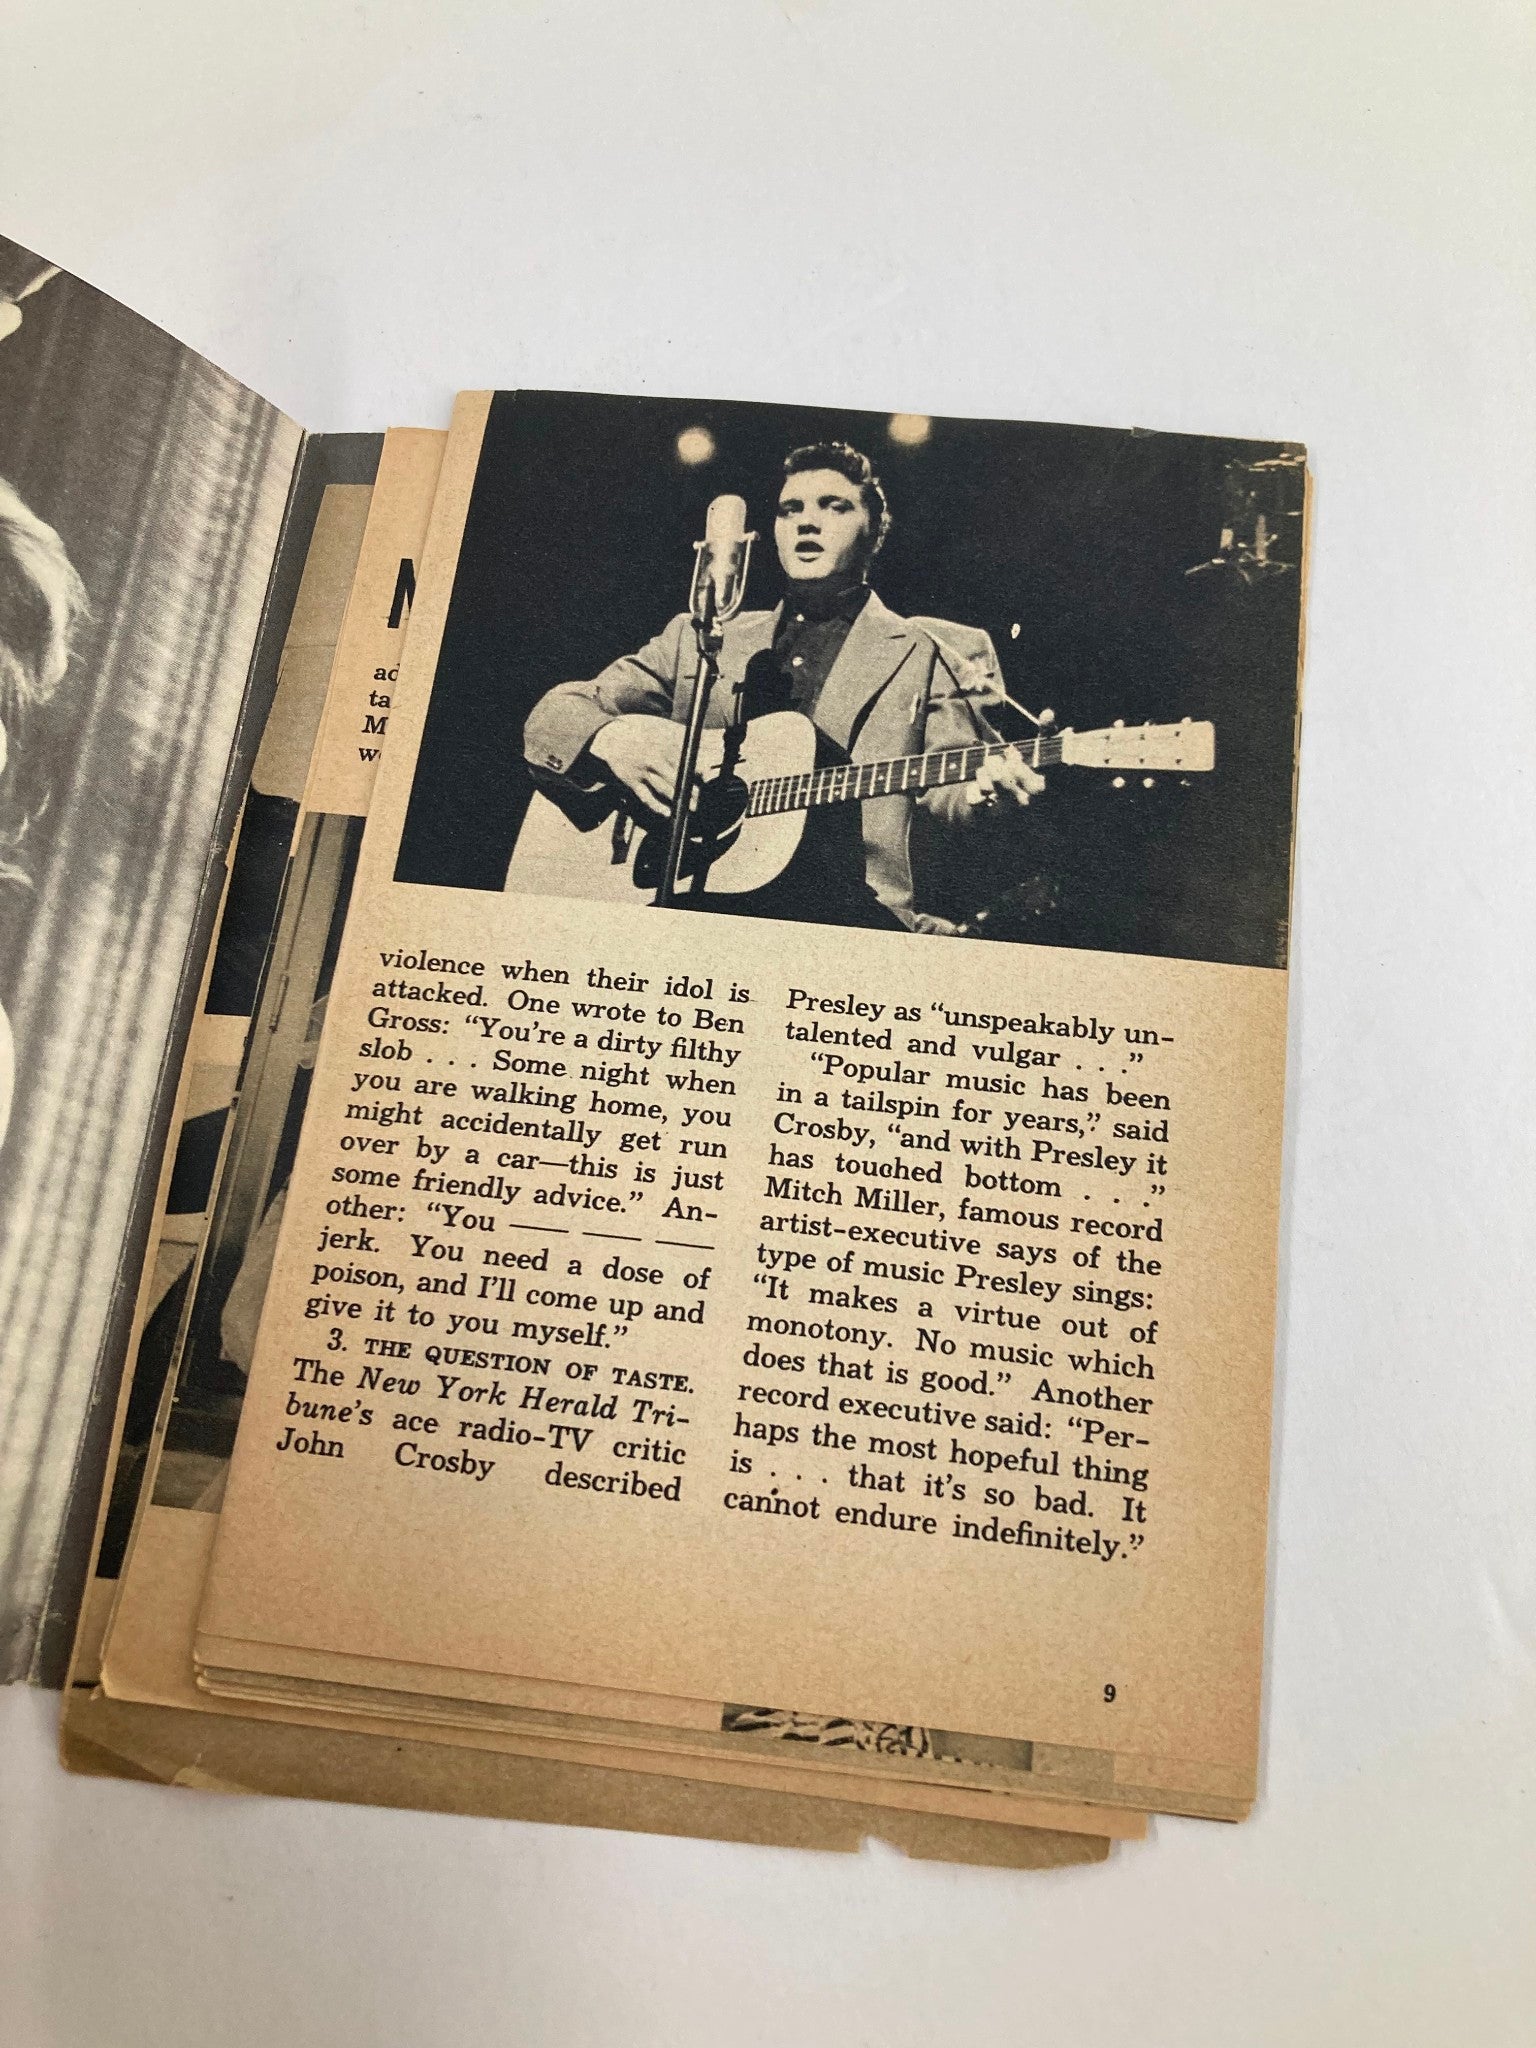 M
ad
ta
M
we
violence when their idol is
attacked. One wrote to Ben
Gross: “You’re a dirty filthy
slob . . . Some night when
you are walking home, you
might accidentally get run
over by a car—this is just
some friendly advice.” An-
other: “You —— —— ——
jerk. You need a dose of
poison, and I’ll come up and
give it to you myself.”
3. THE QUESTION OF TASTE.
The New York Herald Tri-
bune’s ace radio-TV critic
John Crosby described
Presley as “unspeakably un-
talented and vulgar . . .”
“Popular music has been
in a tailspin for years,” said
Crosby, “and with Presley it
has touched bottom . . .”
Mitch Miller, famous record
artist-executive says of the
type of music Presley sings:
“It makes a virtue out of
monotony. No music which
does that is good.” Another
record executive said: “Per-
haps the most hopeful thing
is . . . that it’s so bad. It
cannot endure indefinitely.”
9